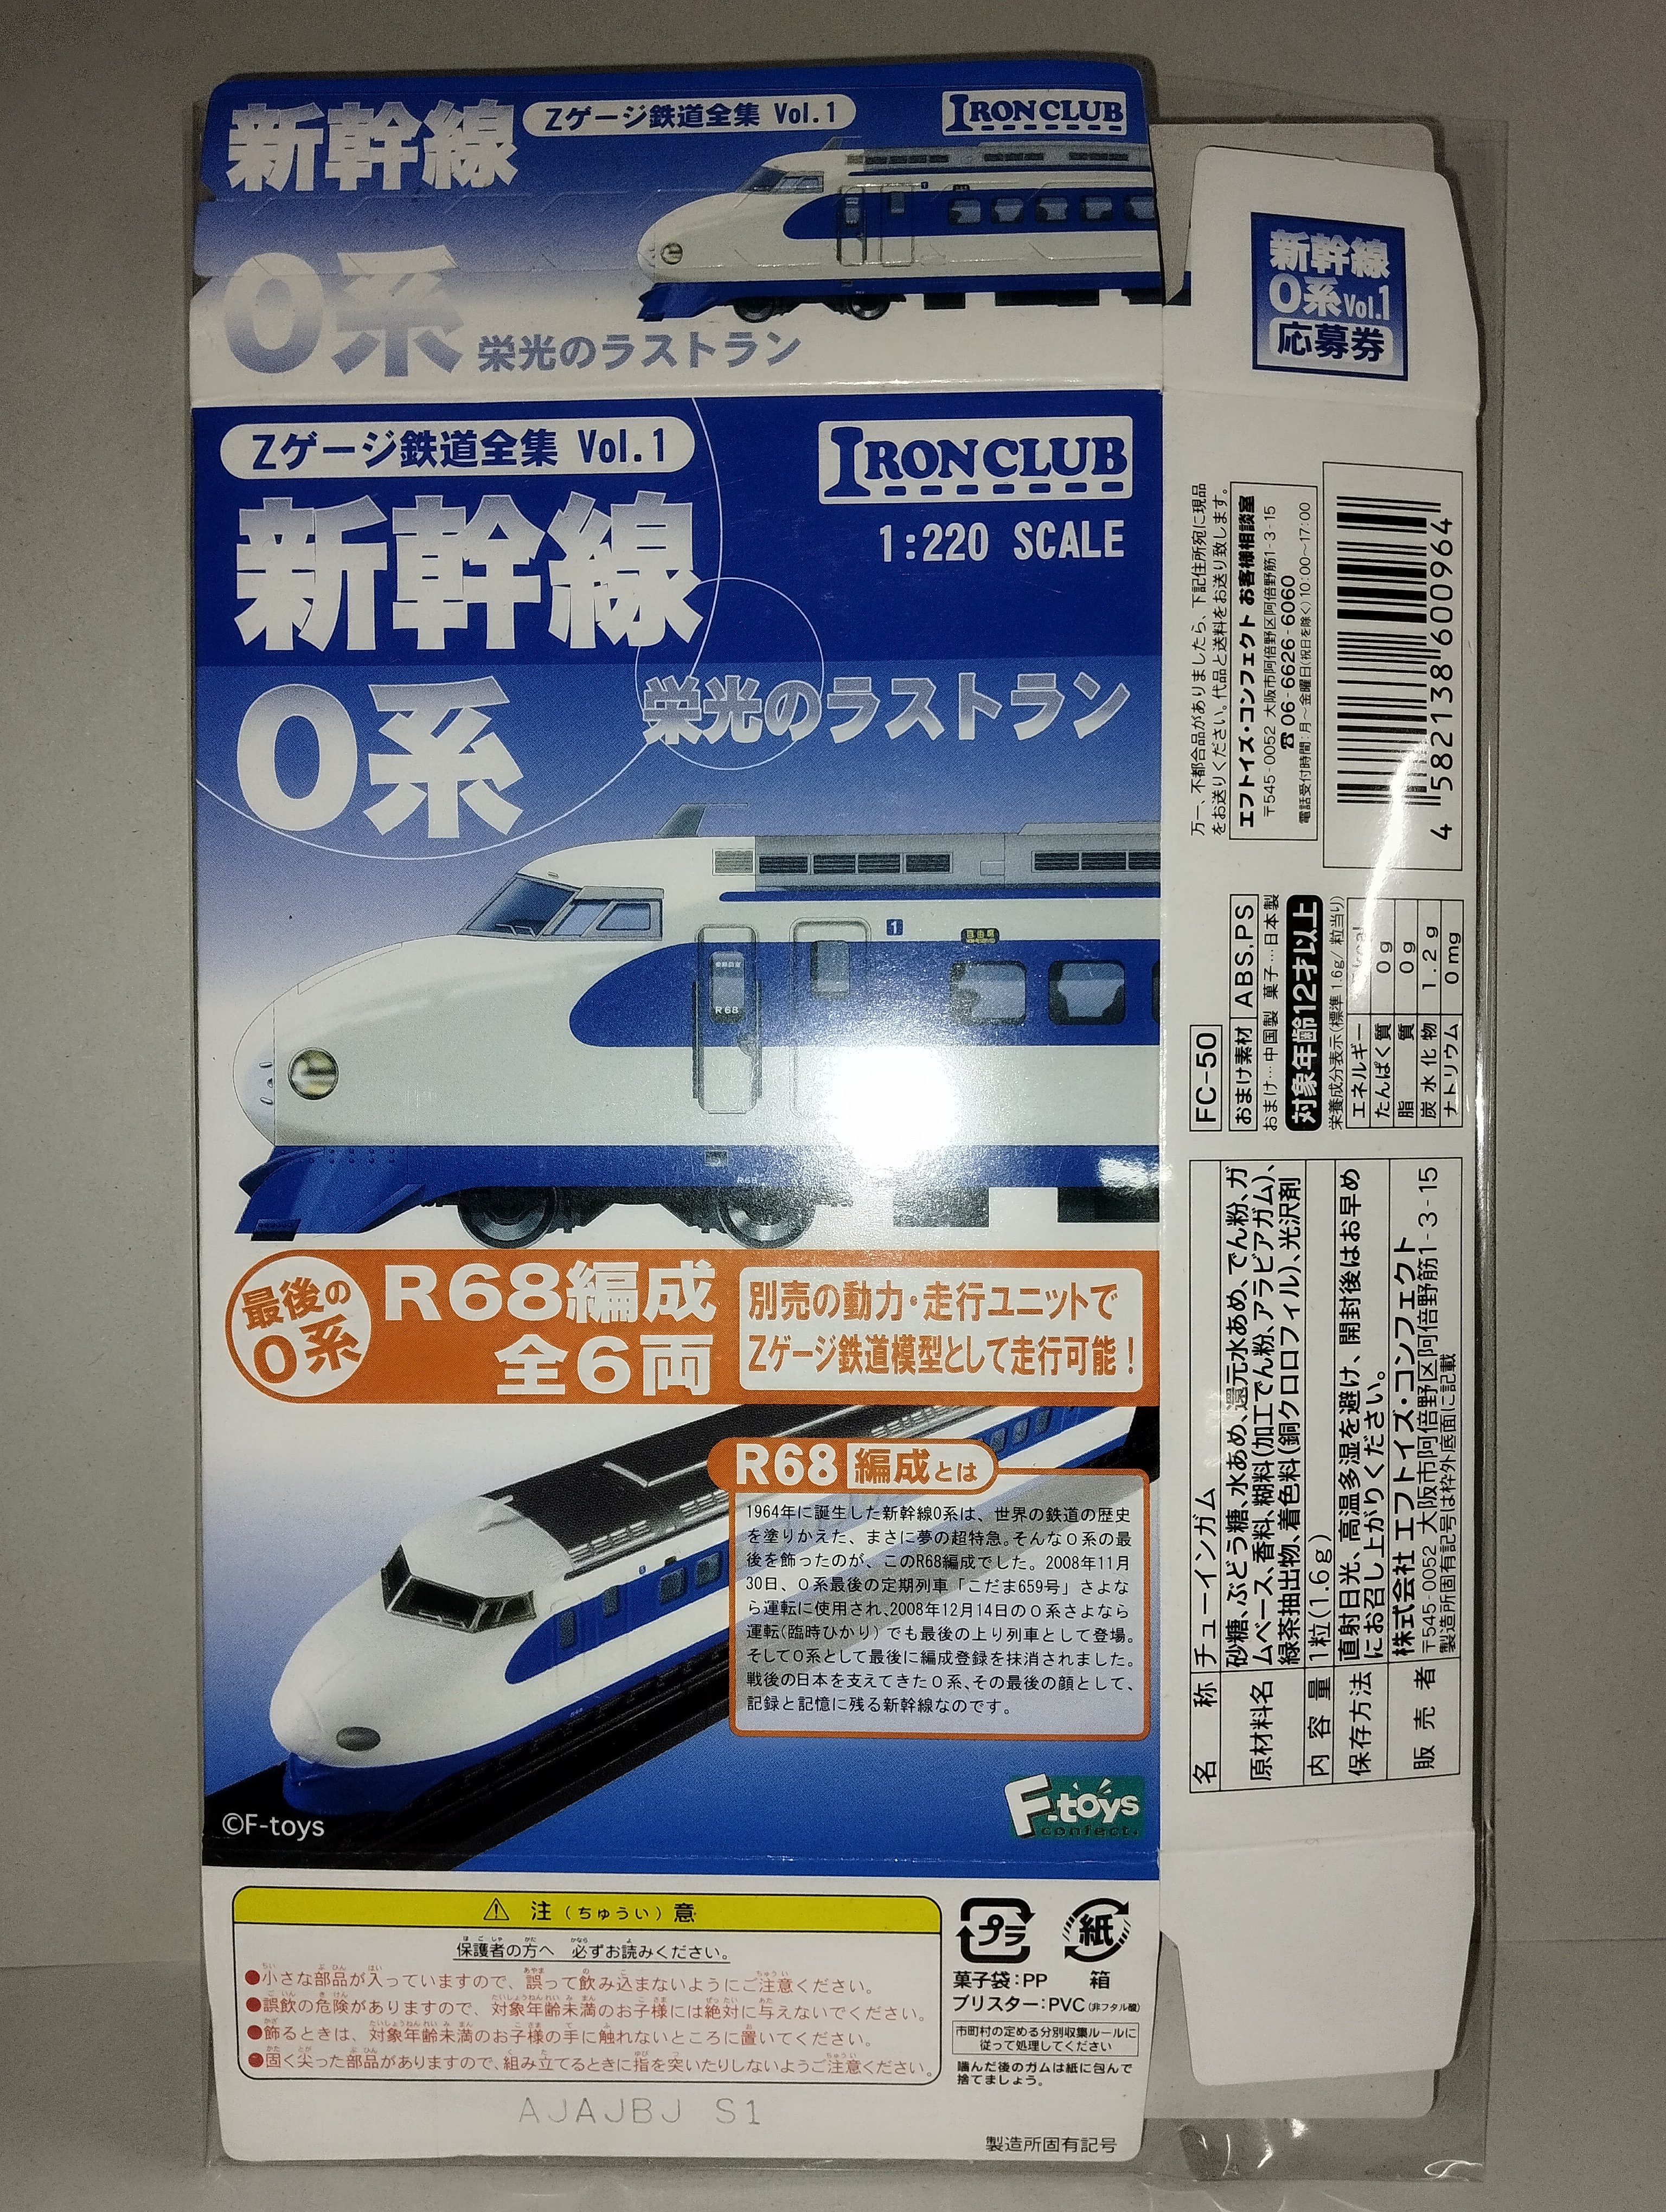 新幹線
Zゲージ鉄道全集 Vol.1
IRON CLUB
0系
栄光のラストラン
Zゲージ鉄道全集 Vol.1
IRON CLUB
1:220 SCALE
新幹線
0系
栄光のラストラン
1
R68
R68
最後の
0系
R68編成
全6両
別売の動力・走行ユニットで
Zゲージ鉄道模型として走行可能！
R68編成とは
1964年に誕生した新幹線0系は、世界の鉄道の歴史
を塗りかえた、まさに夢の超特急。そんな0系の最
後を飾ったのが、このR68編成でした。2008年11月
30日、0系最後の定期列車「こだま659号」さよな
ら運転に使用され、2008年12月14日の0系さよなら
運転(臨時ひかり)でも最後の上り列車として登場。
そして0系として最後に編成登録を抹消されました。
戦後の日本を支えてきた0系、その最後の顔として、
記録と記憶に残る新幹線なのです。
©F-toys
F-toys
confect.
⚠ 注(ちゅうい)意
保護者の方へ 必ずお読みください。
●小さな部品が入っていますので、誤って飲み込まないようにご注意ください。
●誤飲の危険がありますので、対象年齢未満のお子様には絶対に与えないでください。
●飾るときは、対象年齢未満のお子様の手に触れないところに置いてください。
●固く尖った部品がありますので、組み立てるときに指を突いたりしないようご注意ください。
プラ
紙
菓子袋：PP 箱
ブリスター：PVC(非フタル酸)
市町村の定める分別収集ルールに
従って処理してください
噛んだ後のガムは紙に包んで
捨てましょう。
AJAJBJ S1
製造所固有記号
新幹線
0系Vol.1
応募券
万一、不都合品がありましたら、下記住所宛に現品
をお送りください。代品と送料をお送り致します。
エフトイズ・コンフェクト お客様相談室
〒545-0052 大阪市阿倍野区阿倍野筋1-3-15
☎06-6626-6060
電話受付時間：月〜金曜日(祝日を除く)10:00〜17:00
4 582138 600964
FC-50
おまけ素材 ABS.PS
おまけ…中国製 菓子…日本製
対象年齢12才以上
栄養成分表示(標準1.6g/粒当り)
エネルギー kcal
たんぱく質 0g
脂質 0g
炭水化物 1.2g
ナトリウム 0mg
名称 チューインガム
原材料名 砂糖、ぶどう糖、水あめ、還元水あめ、でん粉、ガ
ムベース、香料、糊料(加工でん粉、アラビアガム)、
緑茶抽出物、着色料(銅クロロフィル)、光沢剤
内容量 1粒(1.6g)
保存方法 直射日光、高温多湿を避け、開封後はお早め
にお召し上がりください。
販売者 株式会社エフトイズ・コンフェクト
〒545-0052 大阪市阿倍野区阿倍野筋1-3-15
製造所固有記号は枠外底面に記載